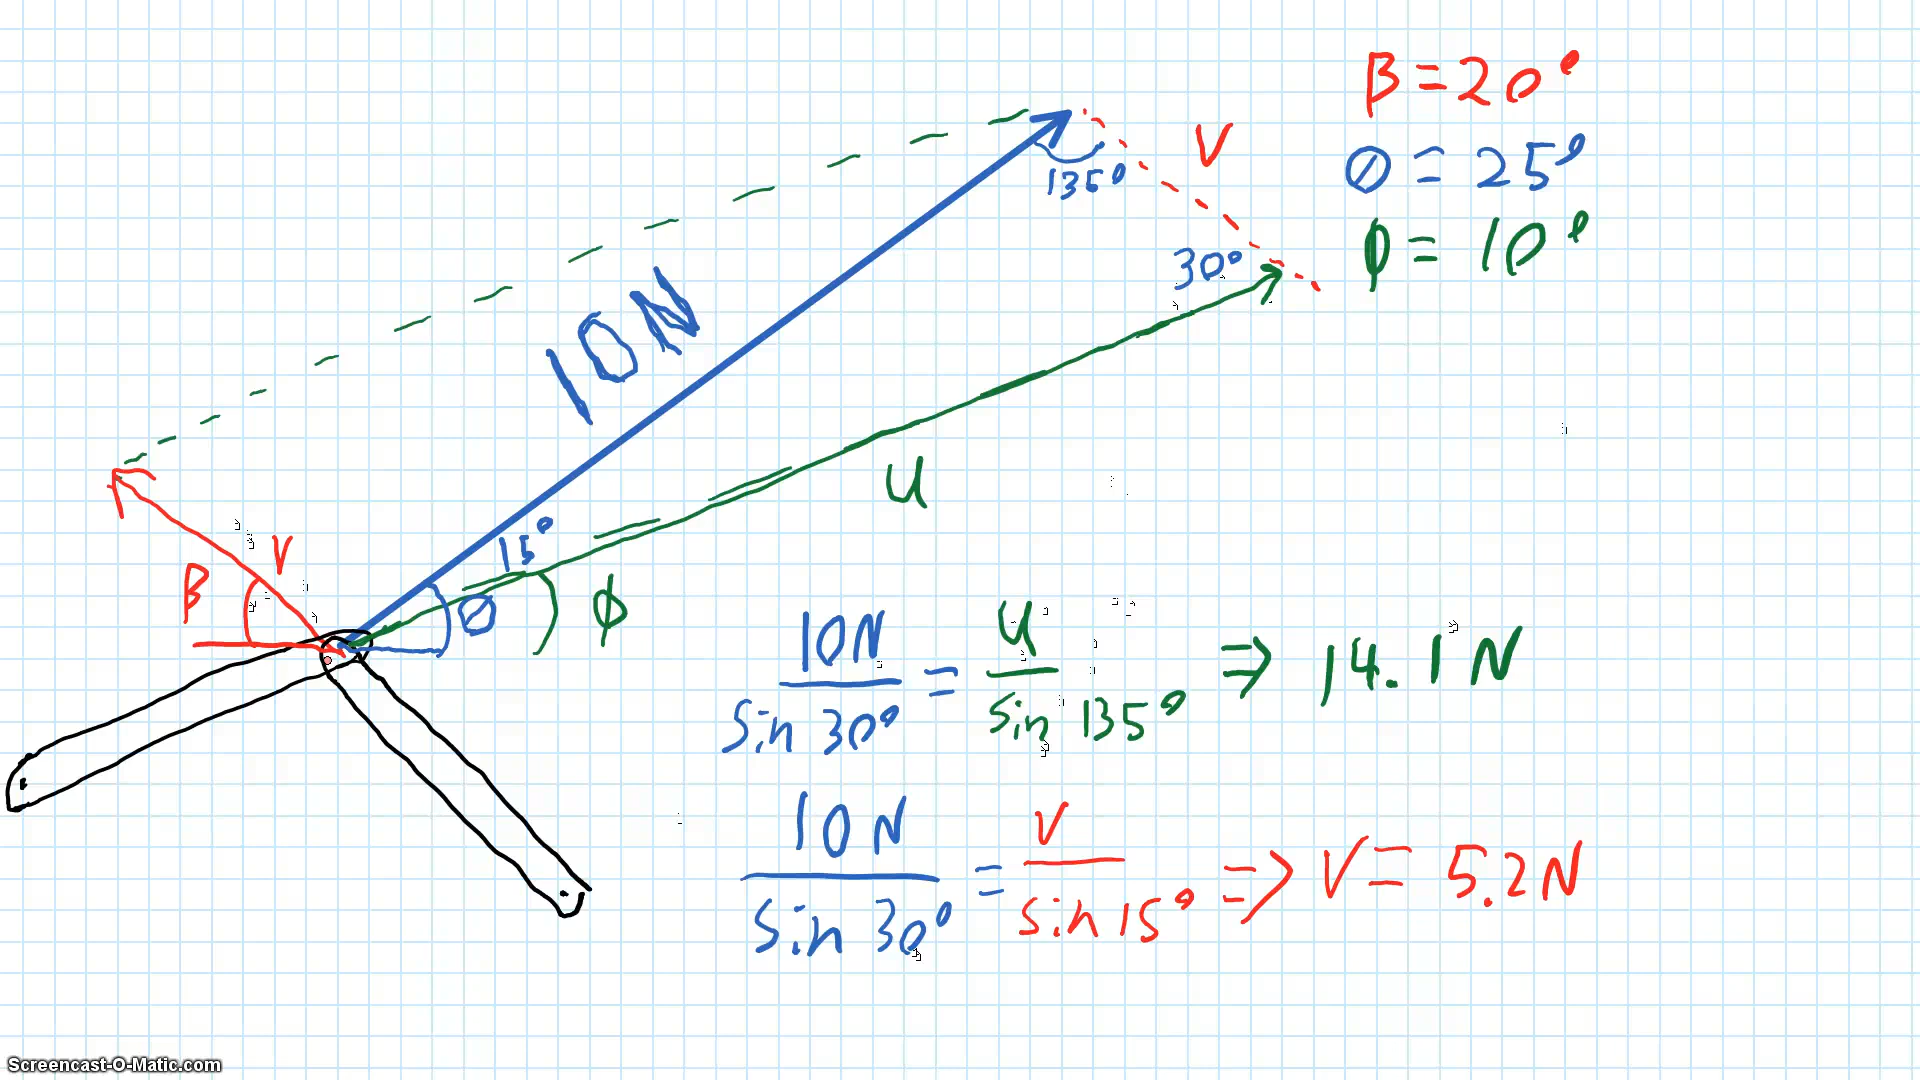 β = 20°
θ = 25°
φ = 10°
V
135°
30°
10N
u
15°
V
β
θ
φ
10N / sin 30° = u / sin 135° ⇒ 14.1 N
10N / sin 30° = V / sin 15° ⇒ V = 5.2N
Screencast-O-Matic.com